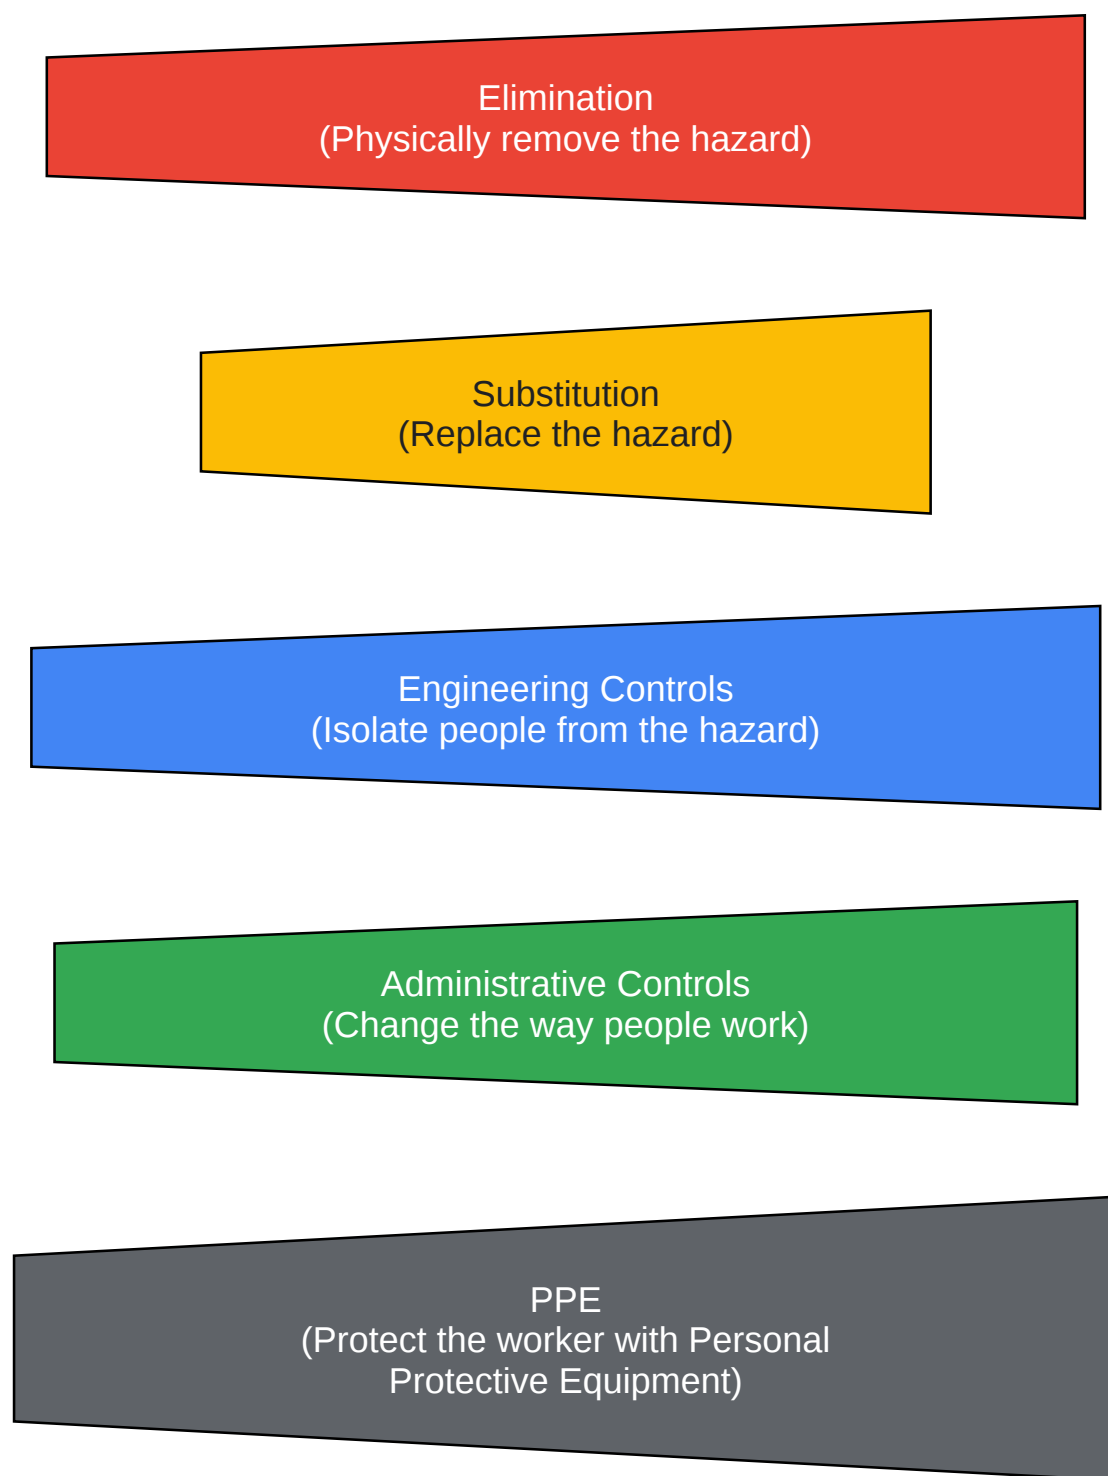 Elimination
(Physically remove the hazard)
Substitution
(Replace the hazard)
Engineering Controls
(Isolate people from the hazard)
Administrative Controls
(Change the way people work)
PPE
(Protect the worker with Personal
Protective Equipment)